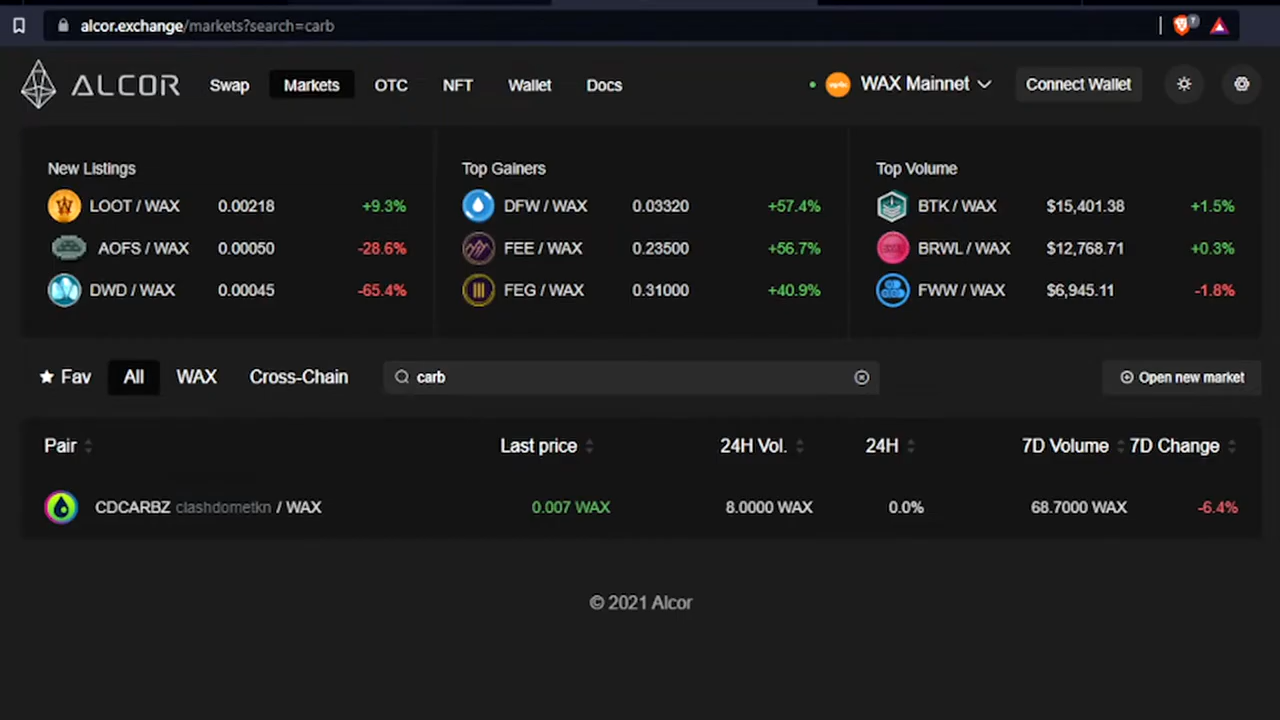 alcor.exchange/markets?search=carb
ALCOR Swap Markets OTC NFT Wallet Docs WAX Mainnet Connect Wallet
New Listings
LOOT / WAX 0.00218 +9.3%
AOFS / WAX 0.00050 -28.6%
DWD / WAX 0.00045 -65.4%
Top Gainers
DFW / WAX 0.03320 +57.4%
FEE / WAX 0.23500 +56.7%
FEG / WAX 0.31000 +40.9%
Top Volume
BTK / WAX $15,401.38 +1.5%
BRWL / WAX $12,768.71 +0.3%
FWW / WAX $6,945.11 -1.8%
Fav All WAX Cross-Chain carb Open new market
Pair Last price 24H Vol. 24H 7D Volume 7D Change
CDCARBZ clashdometkn / WAX 0.007 WAX 8.0000 WAX 0.0% 68.7000 WAX -6.4%
© 2021 Alcor